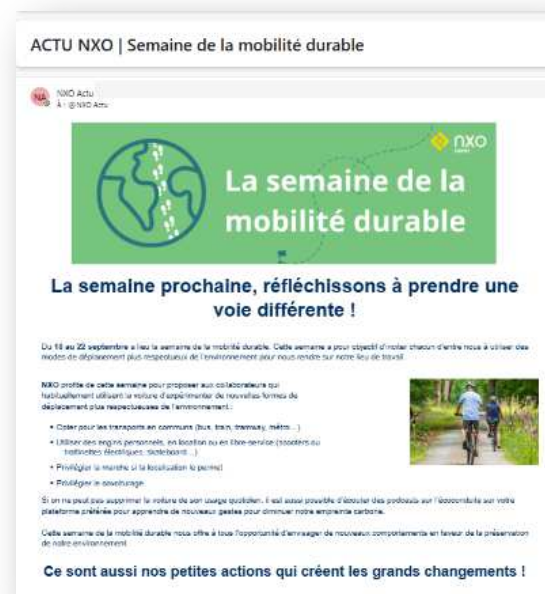 ACTU NXO | Semaine de la mobilité durable
NA
NXO Actu
À : @ NXO Actu
nxo
La semaine de la
mobilité durable
La semaine prochaine, réfléchissons à prendre une
voie différente !
Du 18 au 22 septembre a lieu la semaine de la mobilité durable. Cette semaine a pour objectif d'inciter chacun d'entre nous à utiliser des
modes de déplacement plus respectueux de l'environnement pour nous rendre sur notre lieu de travail.
NXO profite de cette semaine pour proposer aux collaborateurs qui
habituellement utilisent la voiture d'expérimenter de nouvelles formes de
déplacement plus respectueuses de l'environnement :
• Opter pour les transports en communs (bus, train, tramway, métro...)
• Utiliser des engins personnels, en location ou en libre-service (scooters ou
trottinettes électriques, skateboard...)
• Privilégier la marche si la localisation le permet
• Privilégier le covoiturage
Si on ne peut pas supprimer la voiture de son usage quotidien, il est aussi possible d'écouter des podcasts sur l'écoconduite sur votre
plateforme préférée pour apprendre de nouveaux gestes pour diminuer notre empreinte carbone.
Cette semaine de la mobilité durable nous offre à tous l'opportunité d'envisager de nouveaux comportements en faveur de la préservation
de notre environnement.
Ce sont aussi nos petites actions qui créent les grands changements !